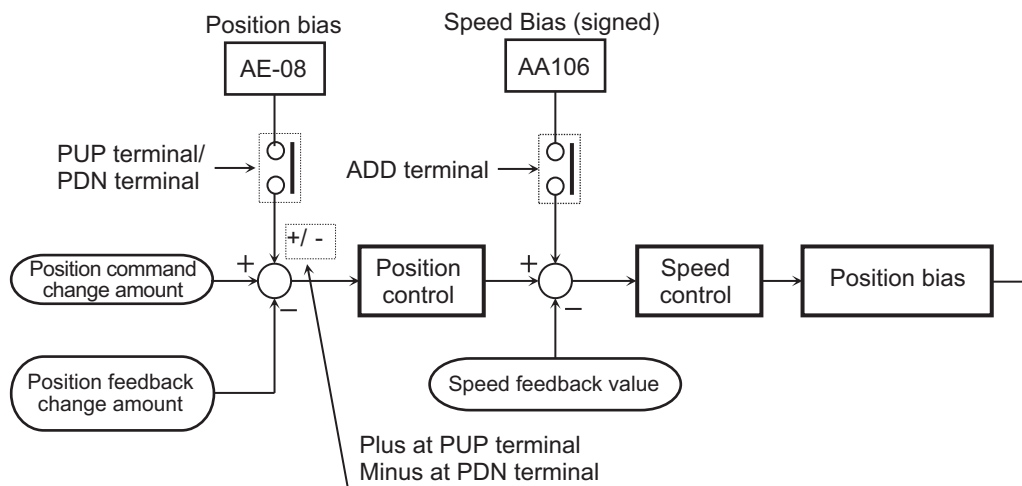 Position bias
Speed Bias (signed)
AE-08
AA106
PUP terminal/
PDN terminal
ADD terminal
+/ -
Position command
change amount
+
−
Position
control
+
−
Speed
control
Position bias
Position feedback
change amount
Speed feedback value
Plus at PUP terminal
Minus at PDN terminal